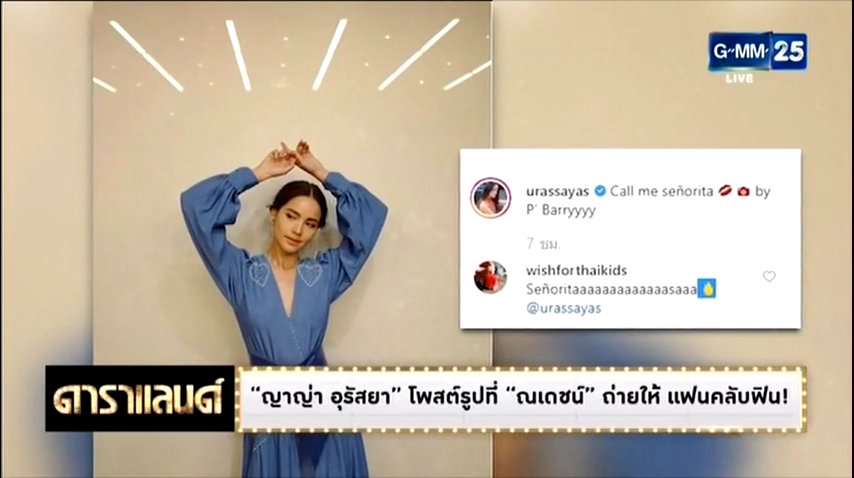 GMM 25
LIVE
urassayas Call me señorita 💋 📷 by
P' Barryyyy
7 ชม.
wishforthaikids
Señoritaaaaaaaaaaaaaasaaa
@urassayas
ดาราแลนด์
“ญาญ่า อุรัสยา” โพสต์รูปที่ “ณเดชน์” ถ่ายให้ แฟนคลับฟิน!